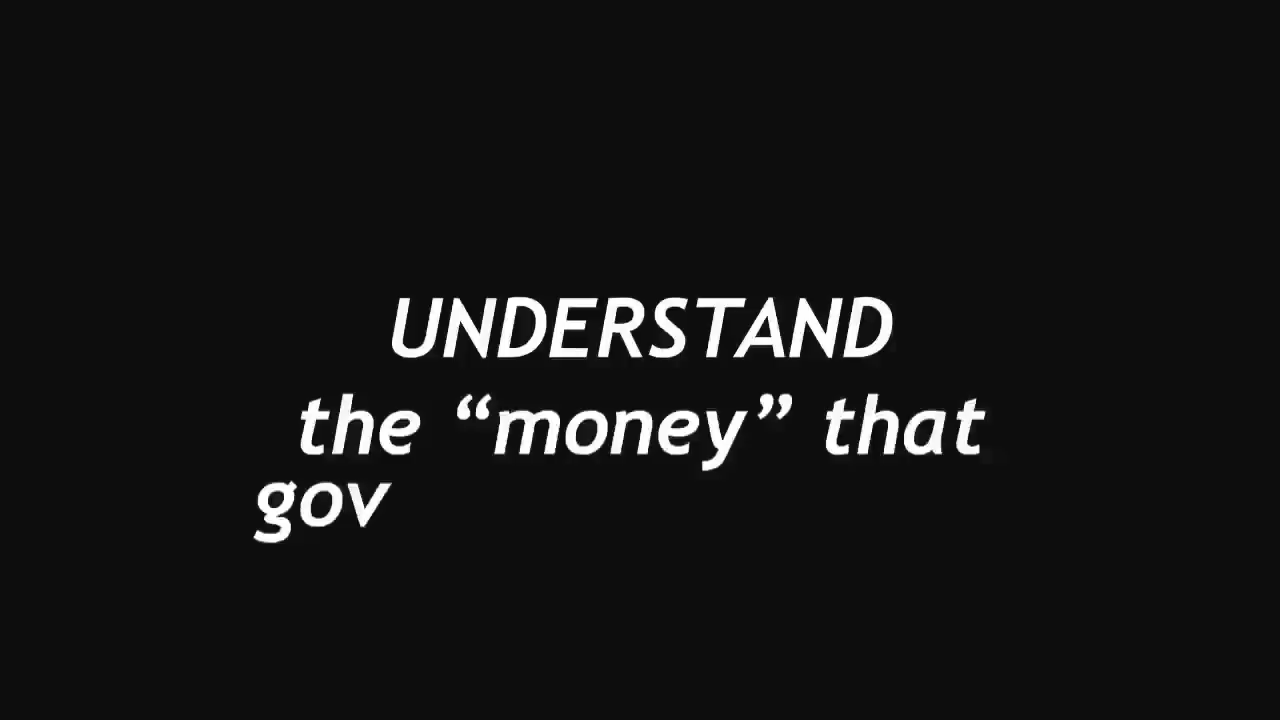 UNDERSTAND
the “money” that
gov